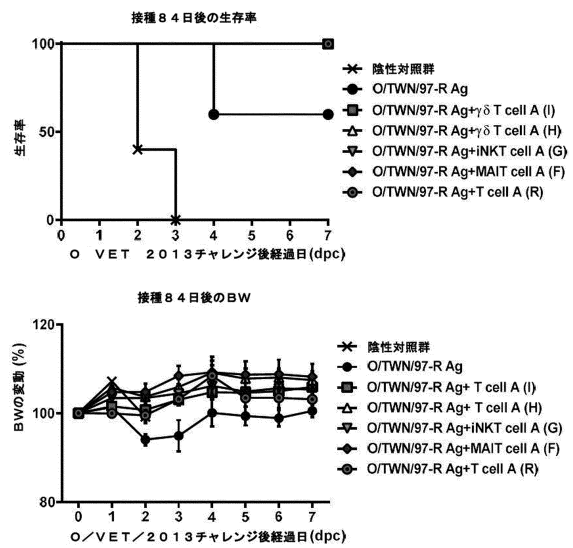 接種８４日後の生存率
100
50
0
生存率
0 1 2 3 4 5 6 7
Ｏ ＶＥＴ ２０１３チャレンジ後経過日(dpc)
陰性対照群
O/TWN/97-R Ag
O/TWN/97-R Ag+γδ T cell A (I)
O/TWN/97-R Ag+γδ T cell A (H)
O/TWN/97-R Ag+iNKT cell A (G)
O/TWN/97-R Ag+MAIT cell A (F)
O/TWN/97-R Ag+T cell A (R)
接種８４日後のＢＷ
120
100
80
ＢＷの変動 (%)
0 1 2 3 4 5 6 7
Ｏ／ＶＥＴ／２０１３チャレンジ後経過日(dpc)
陰性対照群
O/TWN/97-R Ag
O/TWN/97-R Ag+ T cell A (I)
O/TWN/97-R Ag+ T cell A (H)
O/TWN/97-R Ag+iNKT cell A (G)
O/TWN/97-R Ag+MAIT cell A (F)
O/TWN/97-R Ag+T cell A (R)